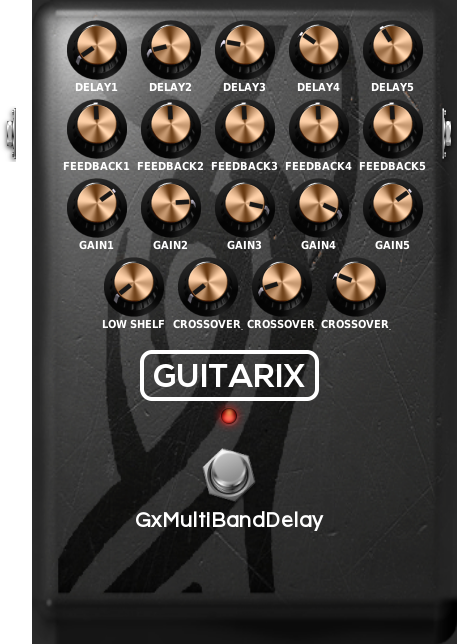 DELAY1 DELAY2 DELAY3 DELAY4 DELAY5
FEEDBACK1 FEEDBACK2 FEEDBACK3 FEEDBACK4 FEEDBACK5
GAIN1 GAIN2 GAIN3 GAIN4 GAIN5
LOW SHELF CROSSOVER CROSSOVER CROSSOVER
GUITARIX
GxMultiBandDelay